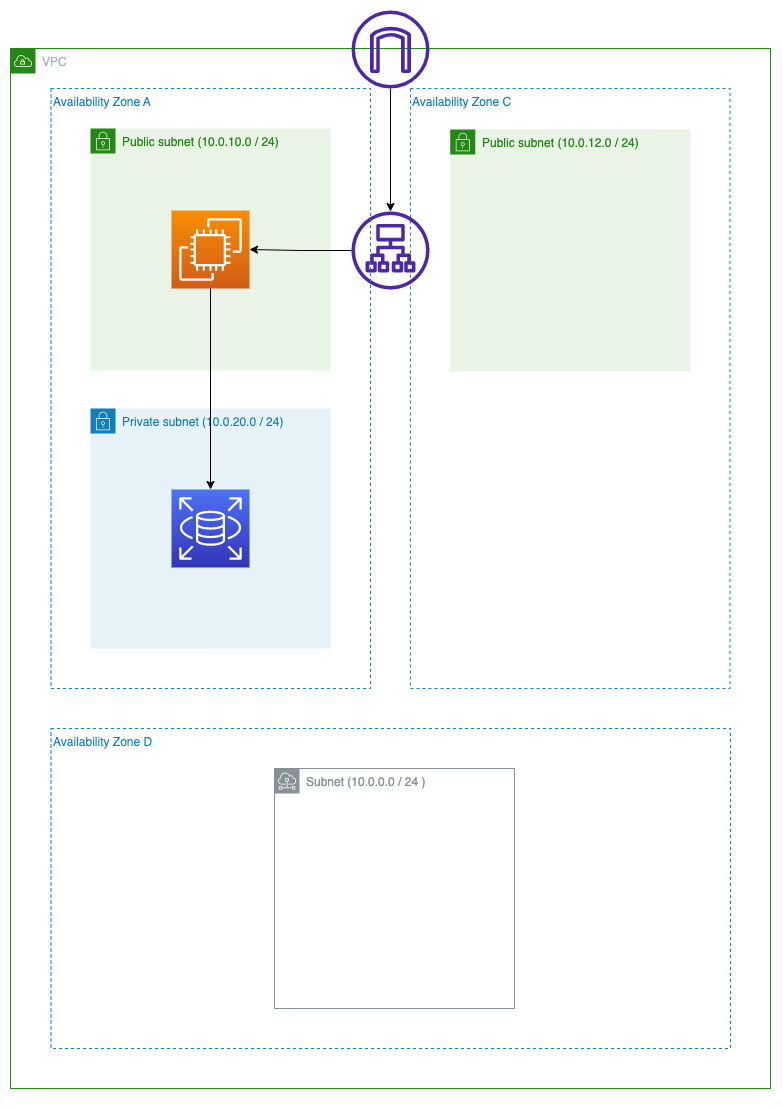 VPC
Availability Zone A
Availability Zone C
Public subnet (10.0.10.0 / 24)
Public subnet (10.0.12.0 / 24)
Private subnet (10.0.20.0 / 24)
Availability Zone D
Subnet (10.0.0.0 / 24 )